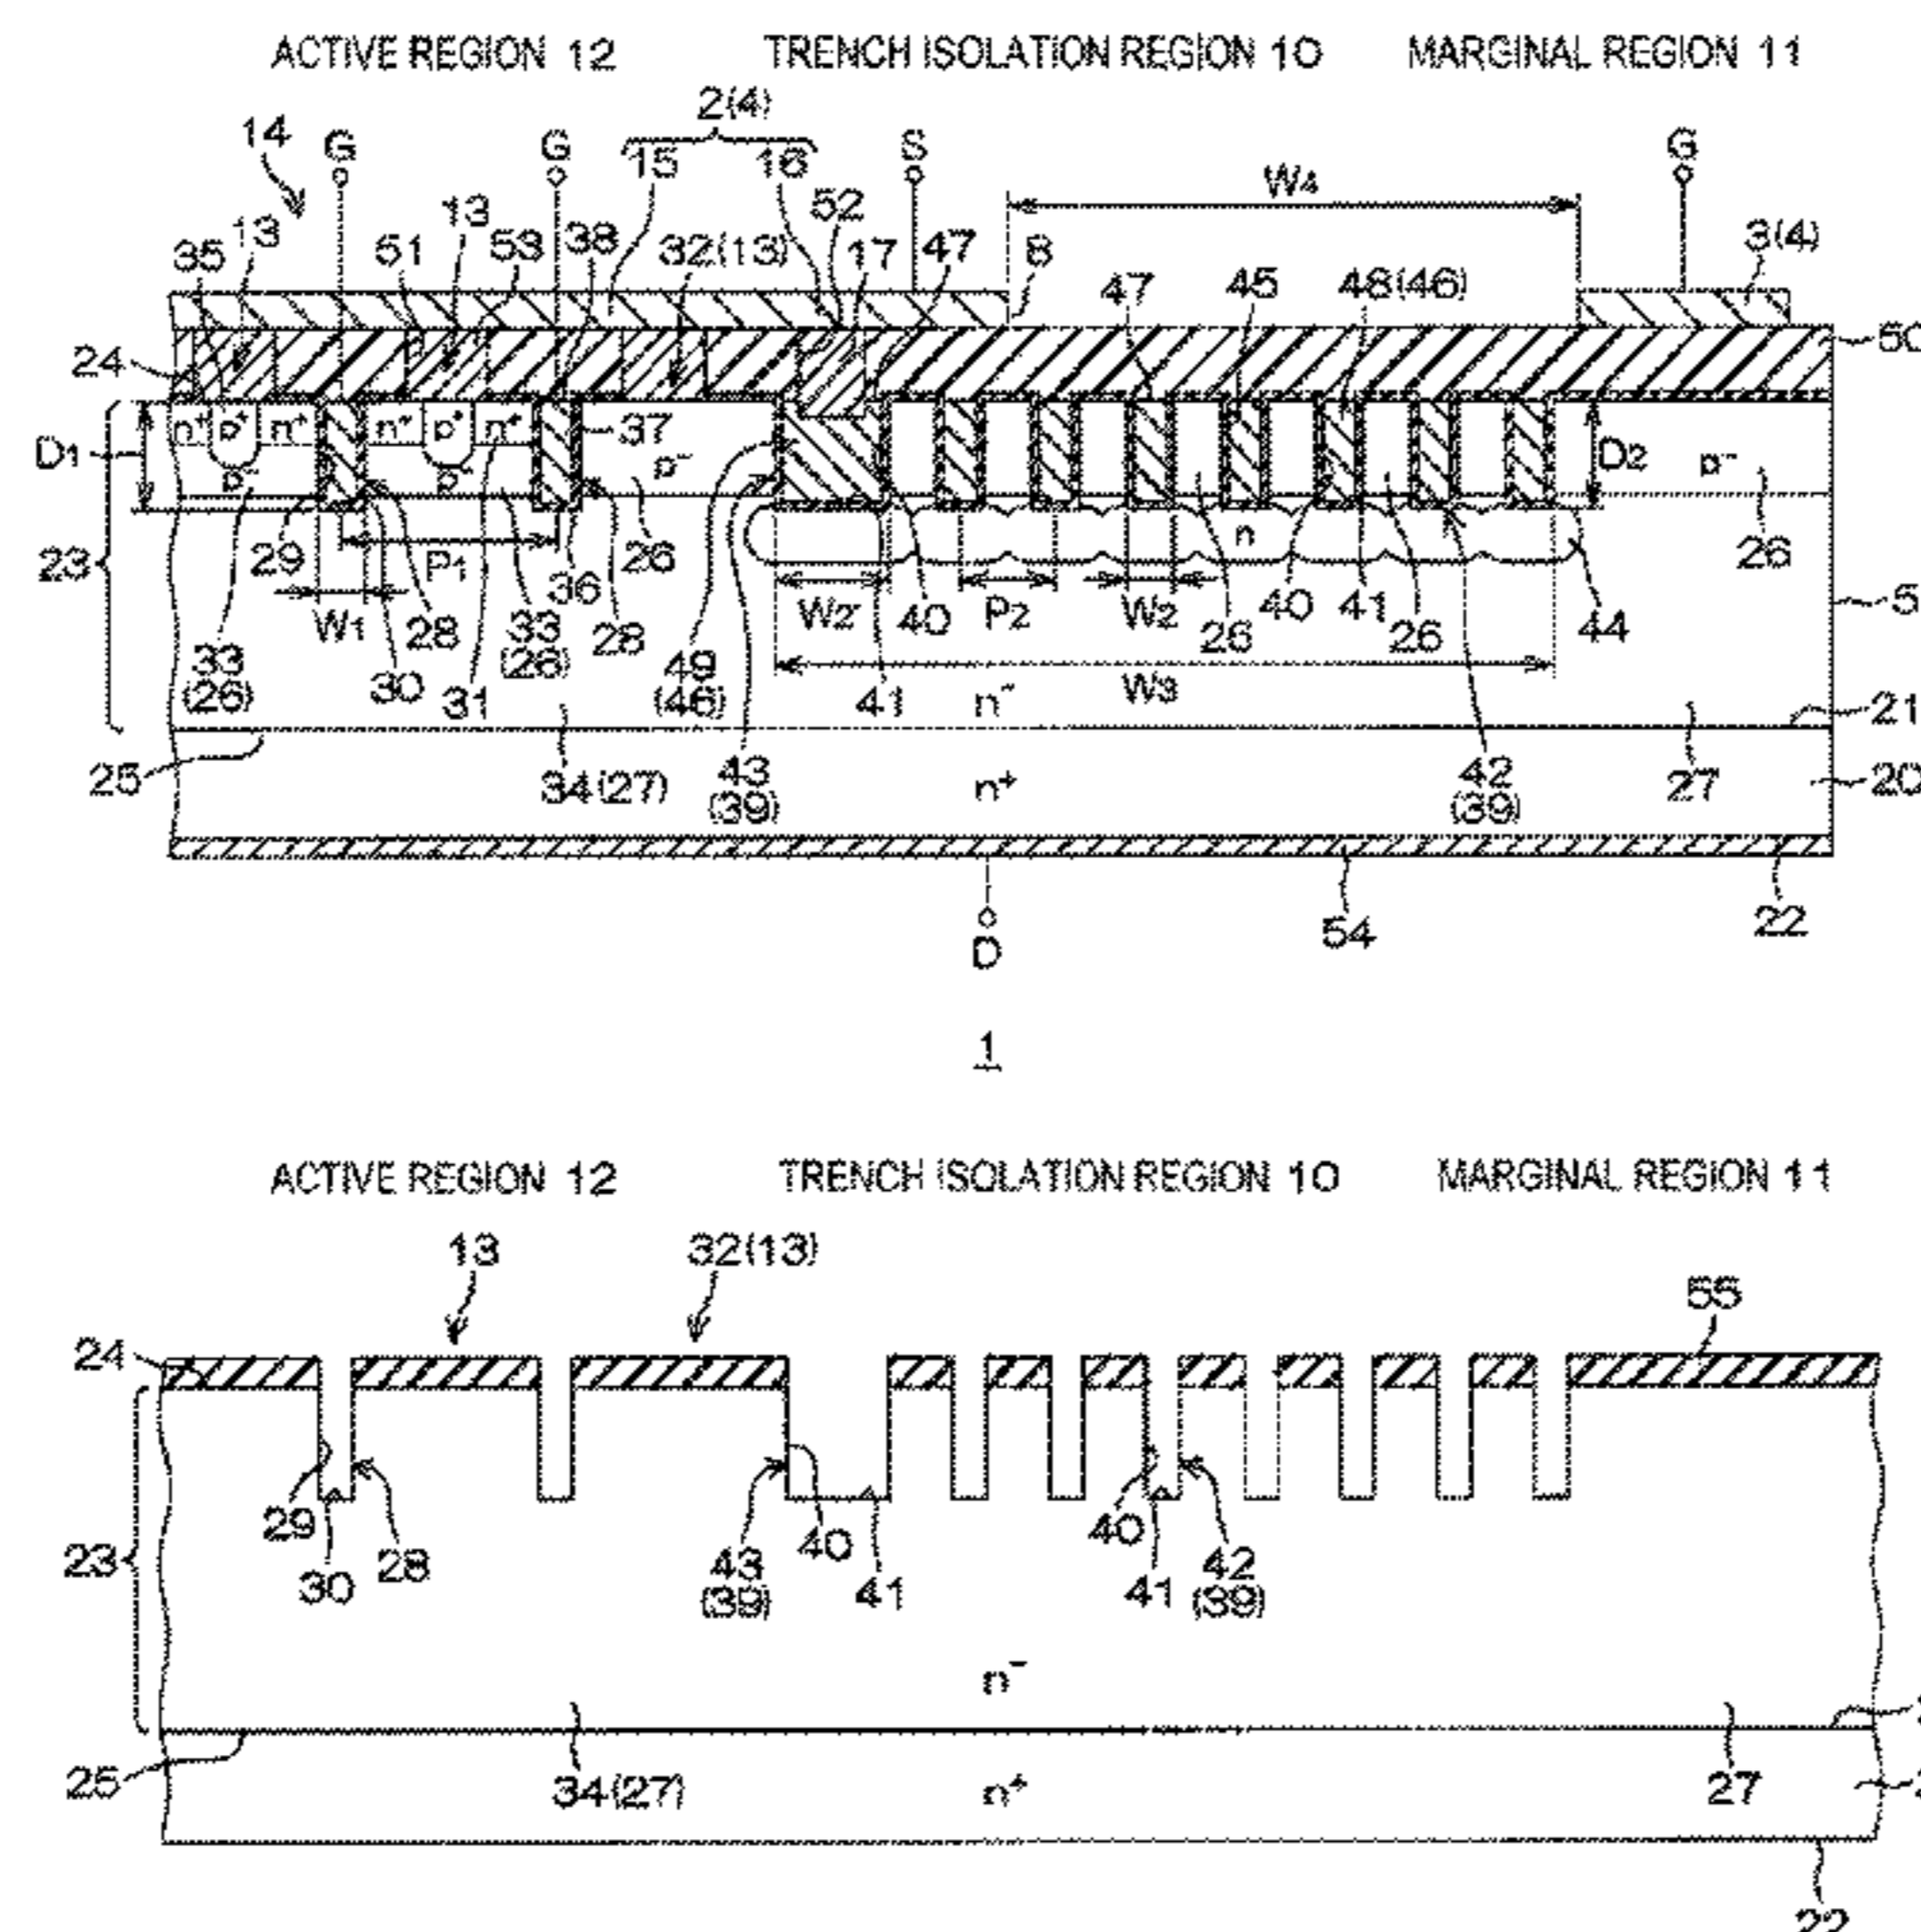 ACTIVE REGION 12 TRENCH ISOLATION REGION 10 MARGINAL REGION 11
2(4)
14 G G 15 16 S G
W4
52
13 13 38 17 47 3(4)
35 51 53 32(13) 8
47 45 48(46)
24 50
n+ p+ n+ n+ p+ n+ 37 p- D2 p-
D1 p- p-
23 29 P1 36 26 n 26
W1 28 33 28 W2' 40 P2 W2 26 40 41 26 44 5
33 (26) 49
(26) 30 31 (46) 41 n- W3 21
25 34(27) 43 n+ 42 27 20
(39) (39)
54 22
D
1
ACTIVE REGION 12 TRENCH ISOLATION REGION 10 MARGINAL REGION 11
13 32(13) 55
24
29 28 43 40 40 42
23 30 (39) 41 41 (39)
n-
25 34(27) n+ 27
22